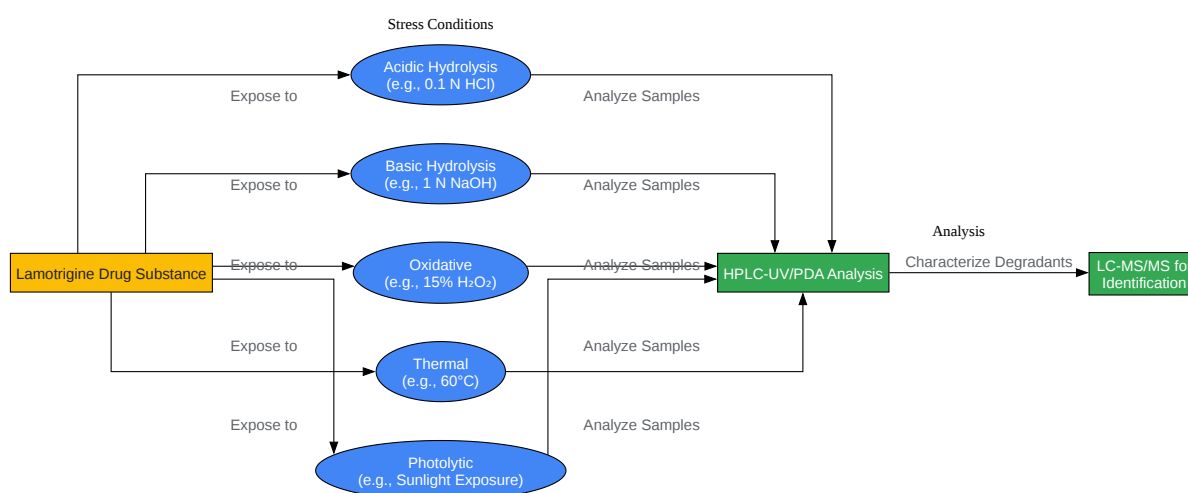 Stress Conditions
Acidic Hydrolysis
(e.g., 0.1 N HCl)
Expose to
Analyze Samples
Basic Hydrolysis
(e.g., 1 N NaOH)
Expose to
Analyze Samples
Analysis
Lamotrigine Drug Substance
Expose to
Oxidative
(e.g., 15% H₂O₂)
Analyze Samples
HPLC-UV/PDA Analysis
Characterize Degradants
LC-MS/MS fo
Identification
Expose to
Thermal
(e.g., 60°C)
Analyze Samples
Expose to
Photolytic
(e.g., Sunlight Exposure)
Analyze Samples